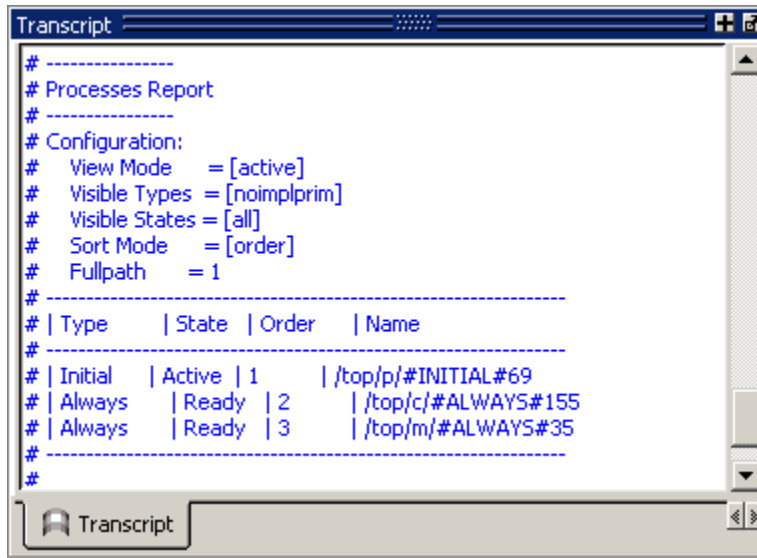 Transcript
# ----------------
# Processes Report
# ----------------
# Configuration:
#    View Mode     = [active]
#    Visible Types  = [noimplprim]
#    Visible States = [all]
#    Sort Mode     = [order]
#    Fullpath      = 1
# -----------------------------------------------------------------
# | Type       | State  | Order     | Name
# -----------------------------------------------------------------
# | Initial    | Active | 1        | /top/p/#INITIAL#69
# | Always     | Ready  | 2        | /top/c/#ALWAYS#155
# | Always     | Ready  | 3        | /top/m/#ALWAYS#35
# -----------------------------------------------------------------
#
Transcript